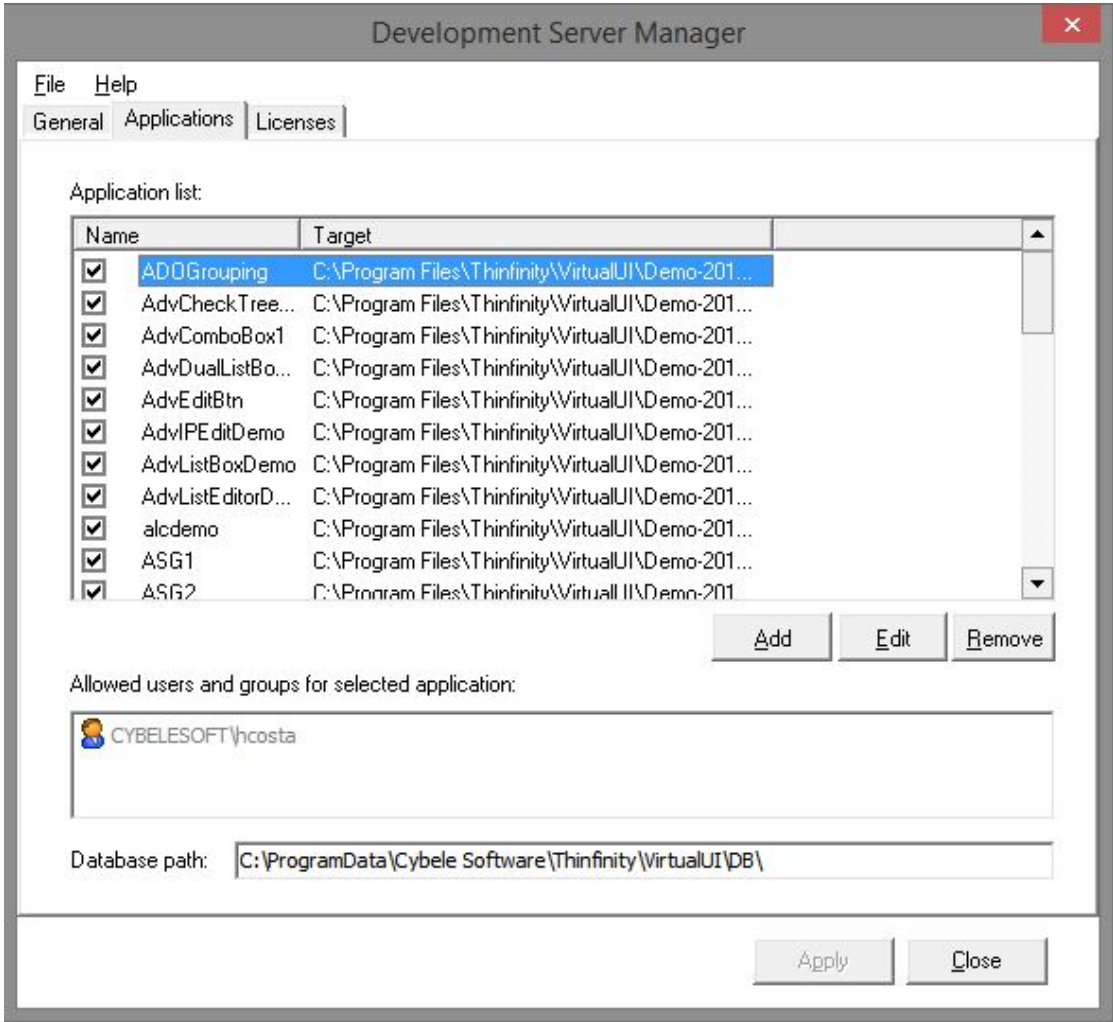 Development Server Manager
File Help
General Applications Licenses
Application list:
Name Target
ADOGrouping C:\Program Files\Thinfinity\VirtualUI\Demo-201...
AdvCheckTree... C:\Program Files\Thinfinity\VirtualUI\Demo-201...
AdvComboBox1 C:\Program Files\Thinfinity\VirtualUI\Demo-201...
AdvDualListBo... C:\Program Files\Thinfinity\VirtualUI\Demo-201...
AdvEditBtn C:\Program Files\Thinfinity\VirtualUI\Demo-201...
AdvIPEditDemo C:\Program Files\Thinfinity\VirtualUI\Demo-201...
AdvListBoxDemo C:\Program Files\Thinfinity\VirtualUI\Demo-201...
AdvListEditorD... C:\Program Files\Thinfinity\VirtualUI\Demo-201...
alcdemo C:\Program Files\Thinfinity\VirtualUI\Demo-201...
ASG1 C:\Program Files\Thinfinity\VirtualUI\Demo-201...
ASG2 C:\Program Files\Thinfinity\VirtualUI\Demo-201...
Add Edit Remove
Allowed users and groups for selected application:
CYBELESOFT\hcosta
Database path: C:\ProgramData\Cybele Software\Thinfinity\VirtualUI\DB\
Apply Close